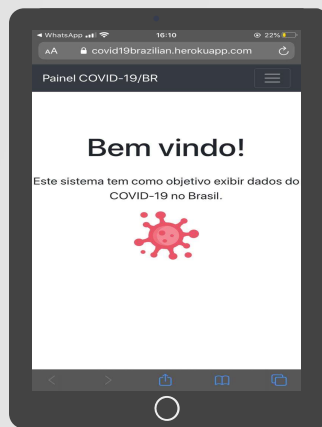 WhatsApp 16:10 22%
AA covid19brazilian.herokuapp.com
Painel COVID-19/BR
Bem vindo!
Este sistema tem como objetivo exibir dados do
COVID-19 no Brasil.